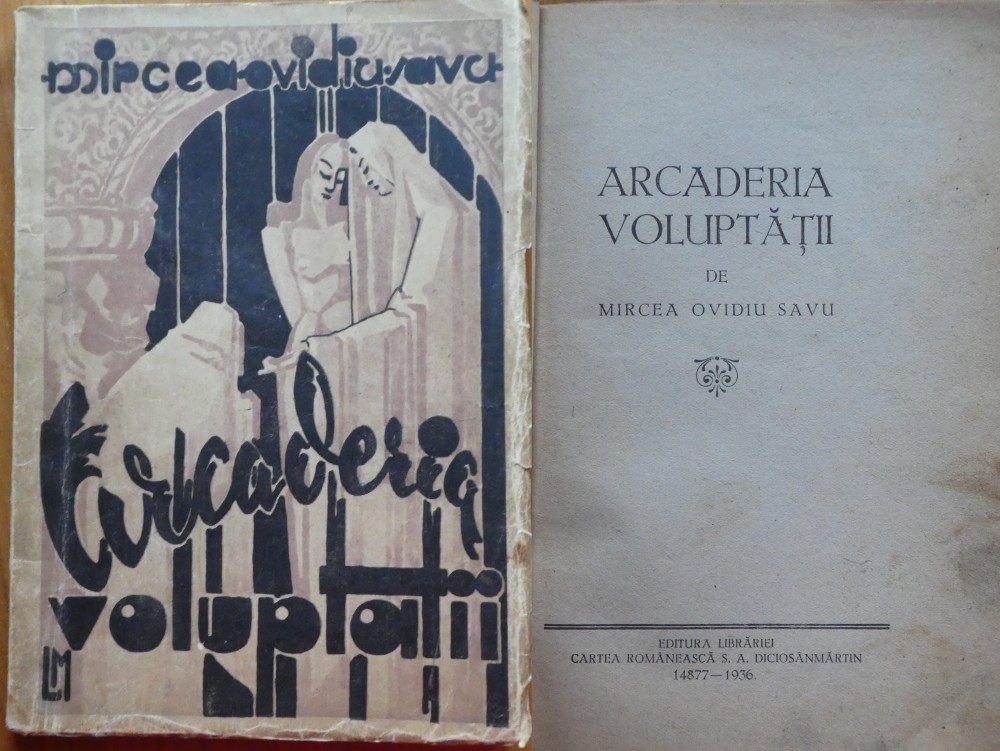 mircea ovidiu savu
Arcaderia
voluptatii
LM
ARCADERIA
VOLUPTĂȚII
DE
MIRCEA OVIDIU SAVU
EDITURA LIBRĂRIEI
CARTEA ROMÂNEASCĂ S. A. DICIOSÂNMĂRTIN
14877—1936.